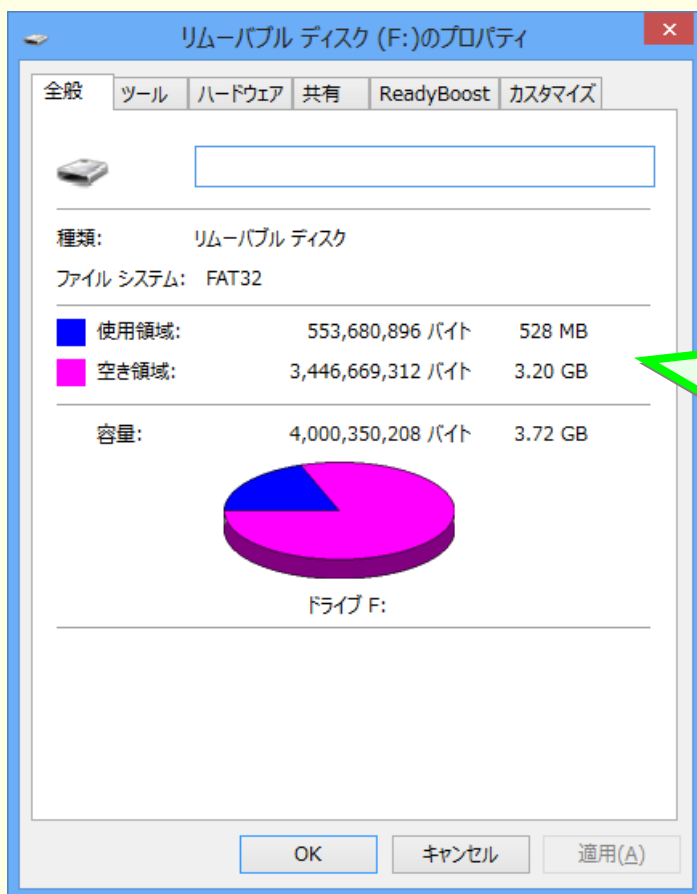 リムーバブル ディスク (F:)のプロパティ
全般 ツール ハードウェア 共有 ReadyBoost カスタマイズ
種類: リムーバブル ディスク
ファイル システム: FAT32
使用領域: 553,680,896 バイト 528 MB
空き領域: 3,446,669,312 バイト 3.20 GB
容量: 4,000,350,208 バイト 3.72 GB
ドライブ F:
OK キャンセル 適用(A)